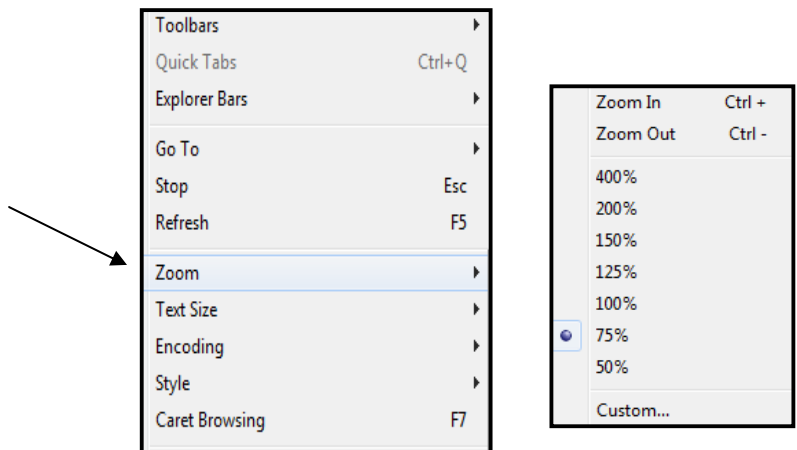 Toolbars
Quick Tabs Ctrl+Q
Explorer Bars
Go To
Stop Esc
Refresh F5
Zoom
Text Size
Encoding
Style
Caret Browsing F7
Zoom In Ctrl +
Zoom Out Ctrl -
400%
200%
150%
125%
100%
75%
50%
Custom...